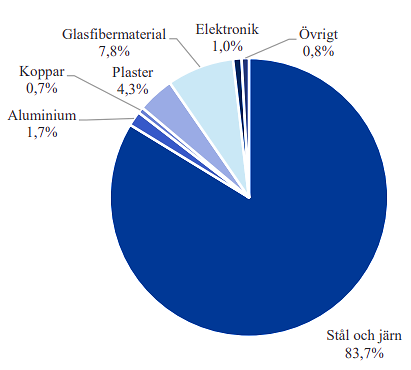 Glasfibermaterial
7,8%
Elektronik
1,0%
Övrigt
0,8%
Koppar
0,7%
Plaster
4,3%
Aluminium
1,7%
Stål och järn
83,7%